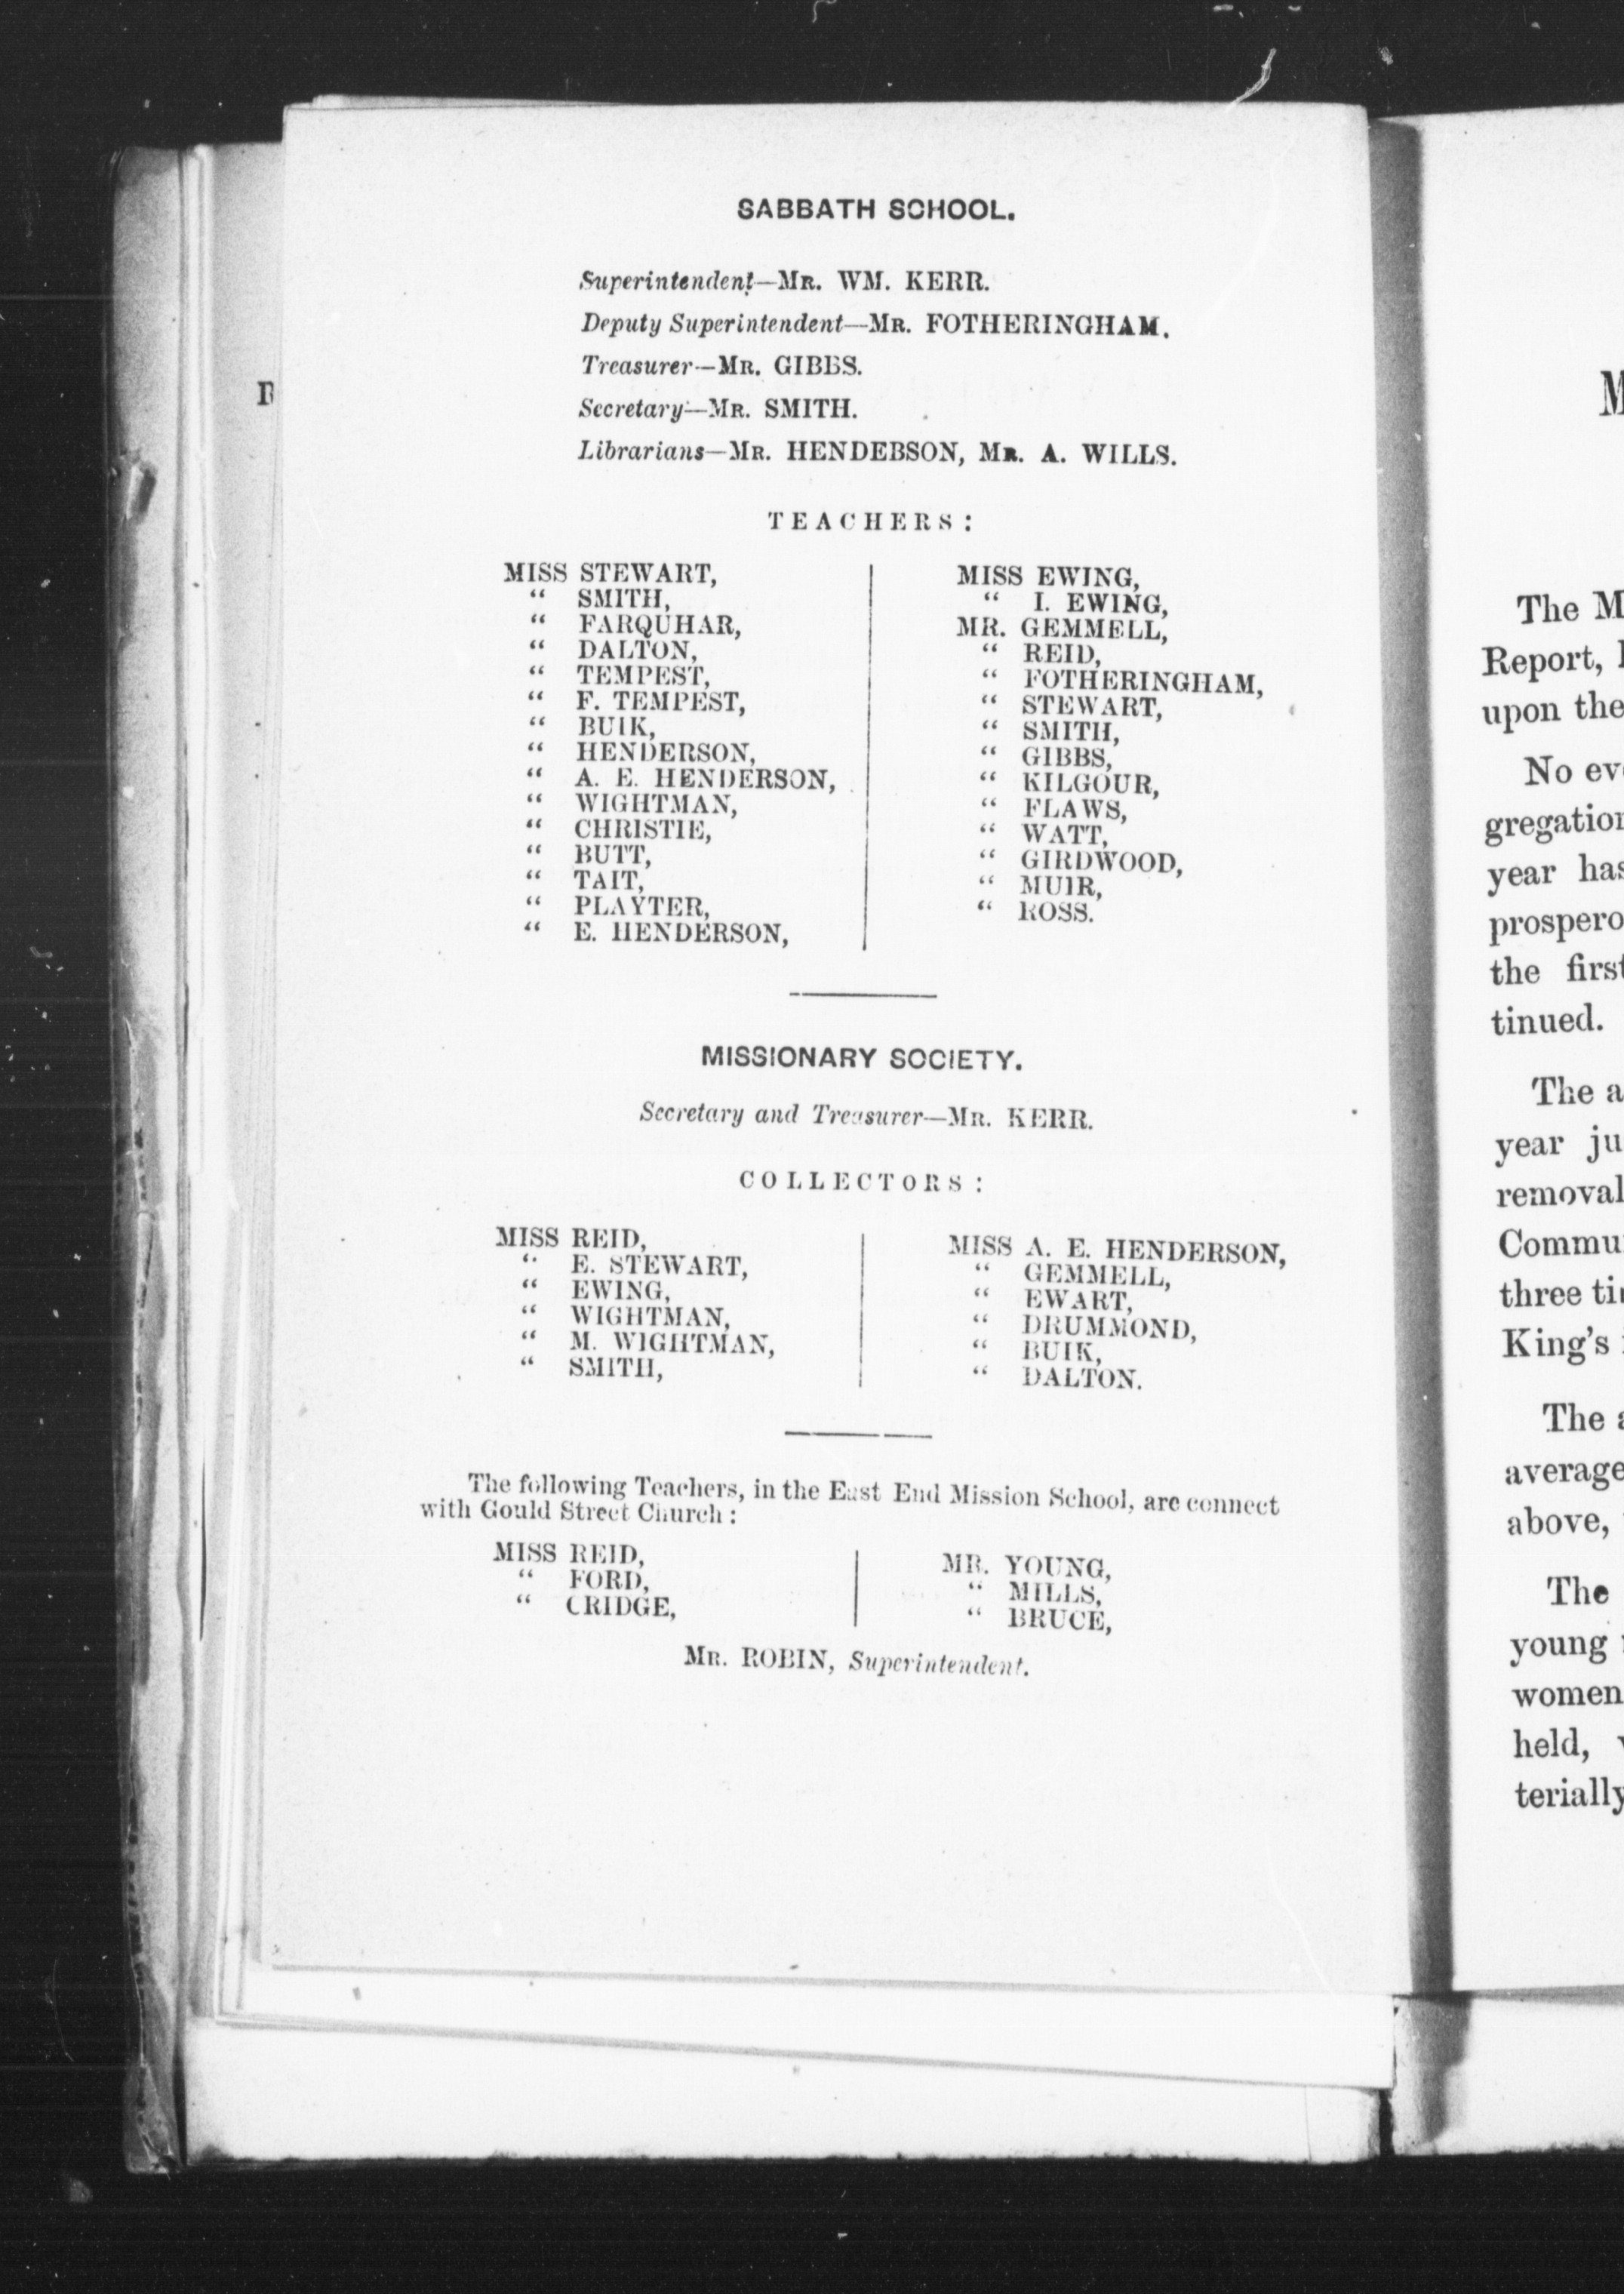 SABBATH SCHOOL.
Superintendent—MR. WM. KERR.
Deputy Superintendent—MR. FOTHERINGHAM.
Treasurer—MR. GIBBS.
Secretary—MR. SMITH.
Librarians—MR. HENDEBSON, MR. A. WILLS.
TEACHERS:
MISS STEWART,
“ SMITH,
“ FARQUHAR,
“ DALTON,
“ TEMPEST,
“ F. TEMPEST,
“ BUIK,
“ HENDERSON,
“ A. E. HENDERSON,
“ WIGHTMAN,
“ CHRISTIE,
“ BUTT,
“ TAIT,
“ PLAYTER,
“ E. HENDERSON,
MISS EWING,
“ I. EWING,
MR. GEMMELL,
“ REID,
“ FOTHERINGHAM,
“ STEWART,
“ SMITH,
“ GIBBS,
“ KILGOUR,
“ FLAWS,
“ WATT,
“ GIRDWOOD,
“ MUIR,
“ ROSS.
MISSIONARY SOCIETY.
Secretary and Treasurer—MR. KERR.
COLLECTORS:
MISS REID,
“ E. STEWART,
“ EWING,
“ WIGHTMAN,
“ M. WIGHTMAN,
“ SMITH,
MISS A. E. HENDERSON,
“ GEMMELL,
“ EWART,
“ DRUMMOND,
“ BUIK,
“ DALTON.
The following Teachers, in the East End Mission School, are connect
with Gould Street Church:
MISS REID,
“ FORD,
“ CRIDGE,
MR. YOUNG,
“ MILLS,
“ BRUCE,
MR. ROBIN, Superintendent.
M
The M
Report,
upon the
No ev
gregation
year has
prospero
the first
tinued.
The a
year ju
removal
Commu
three ti
King's
The a
average
above,
The
young
women
held,
terially